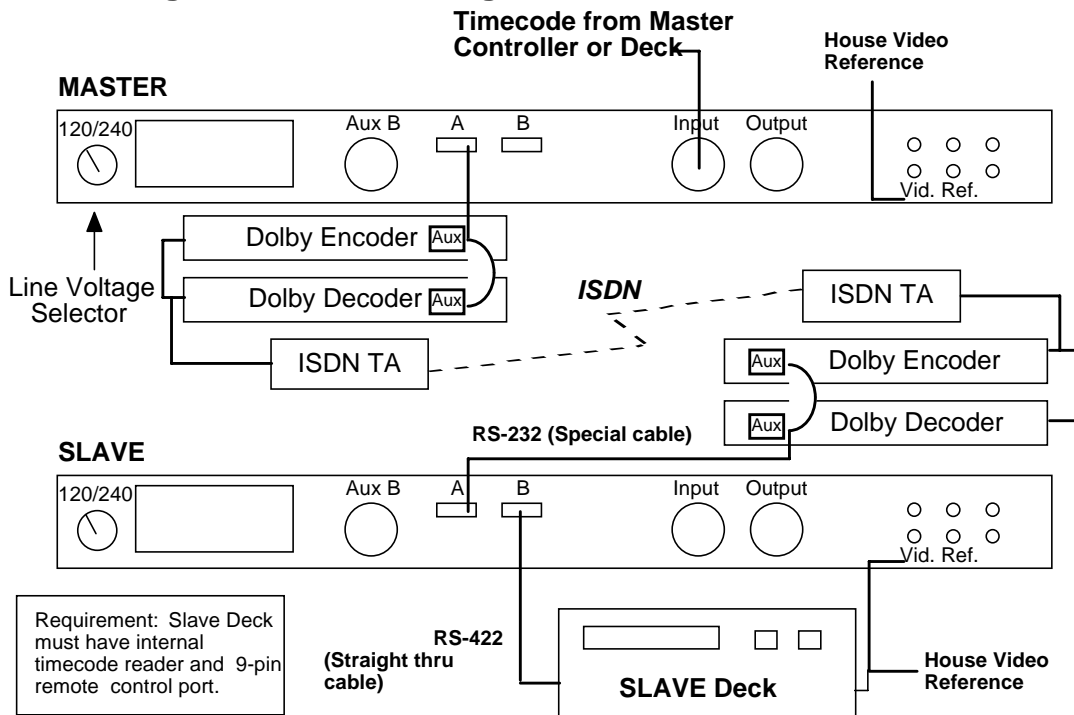 Timecode from Master
Controller or Deck
House Video
Reference
MASTER
120/240
Aux B
A
B
Input
Output
Vid. Ref.
Dolby Encoder
Aux
Dolby Decoder
Aux
Line Voltage
Selector
ISDN TA
ISDN
ISDN TA
Aux
Dolby Encoder
Aux
Dolby Decoder
RS-232 (Special cable)
SLAVE
120/240
Aux B
A
B
Input
Output
Vid. Ref.
Requirement: Slave Deck
must have internal
timecode reader and 9-pin
remote control port.
RS-422
(Straight thru
cable)
SLAVE Deck
House Video
Reference